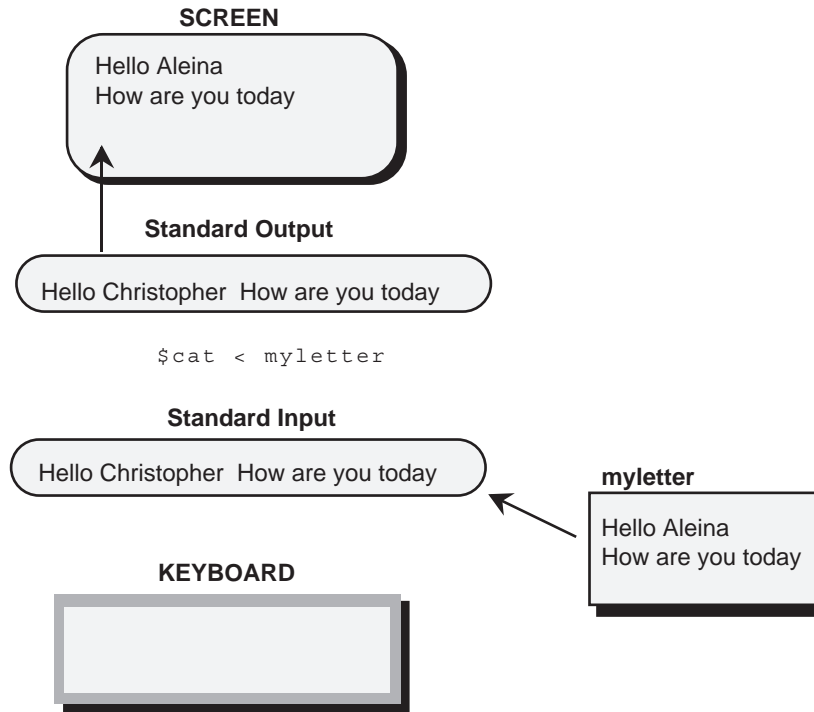 SCREEN
Hello Aleina
How are you today
Standard Output
Hello Christopher How are you today
$cat < myletter
Standard Input
Hello Christopher How are you today
myletter
Hello Aleina
How are you today
KEYBOARD